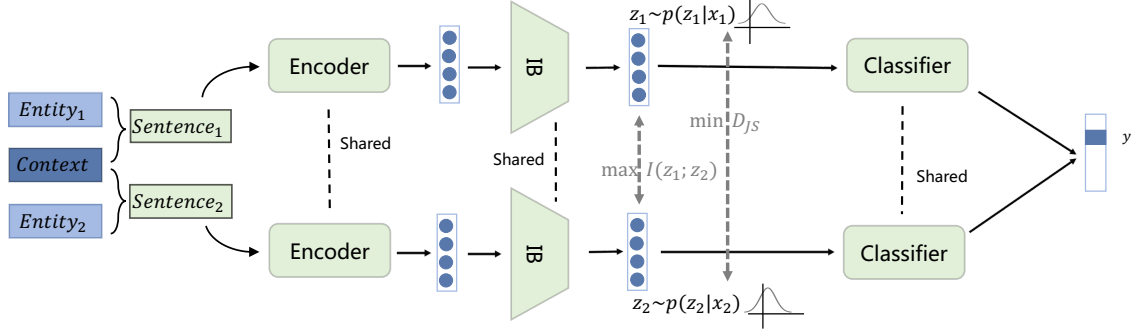 z₁~p(z₁|x₁)
Encoder
IB
Classifier
Entity₁
Sentence₁
Shared
Shared
min D_JS
Context
max I(z₁; z₂)
Shared
y
Sentence₂
Entity₂
Encoder
IB
Classifier
z₂~p(z₂|x₂)